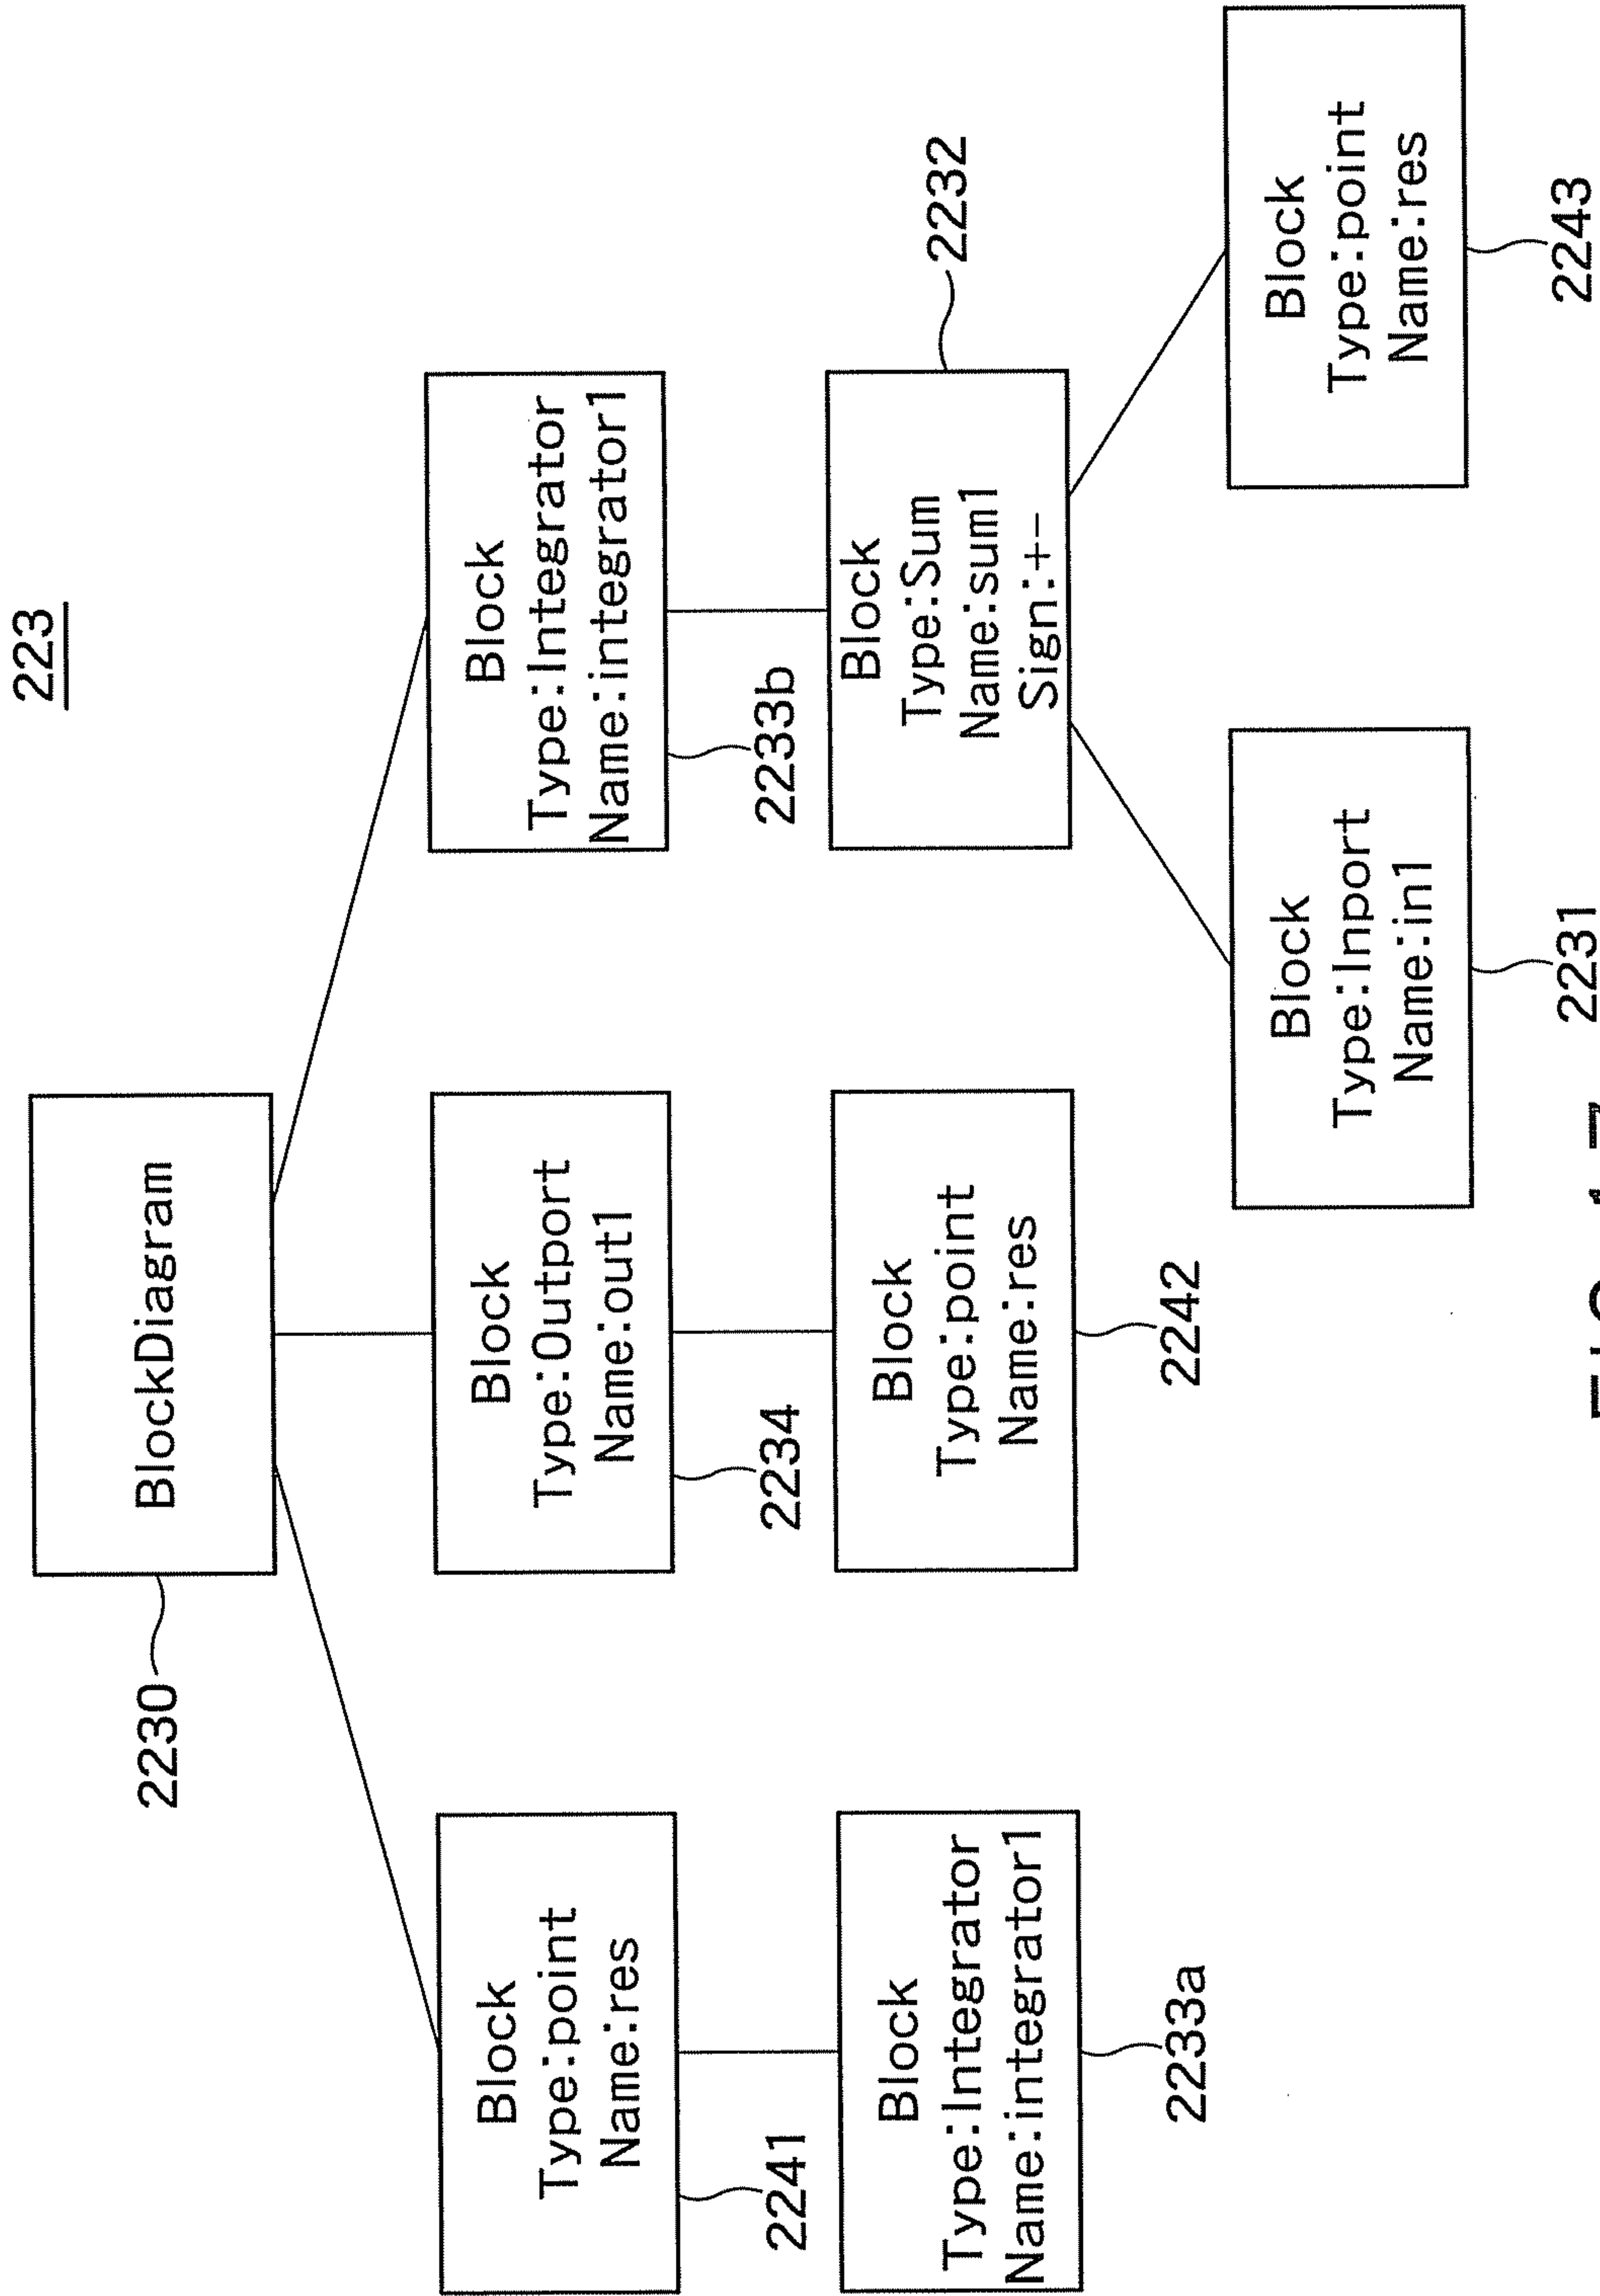 223
BlockDiagram
2230
Block
Type:point
Name:res
2241
Block
Type:Outport
Name:out1
2234
Block
Type:Integrator
Name:integrator1
2233b
Block
Type:Integrator
Name:integrator1
2233a
Block
Type:point
Name:res
2242
Block
Type:Sum
Name:sum1
Sign:+−
2232
Block
Type:Inport
Name:in1
2231
Block
Type:point
Name:res
2243